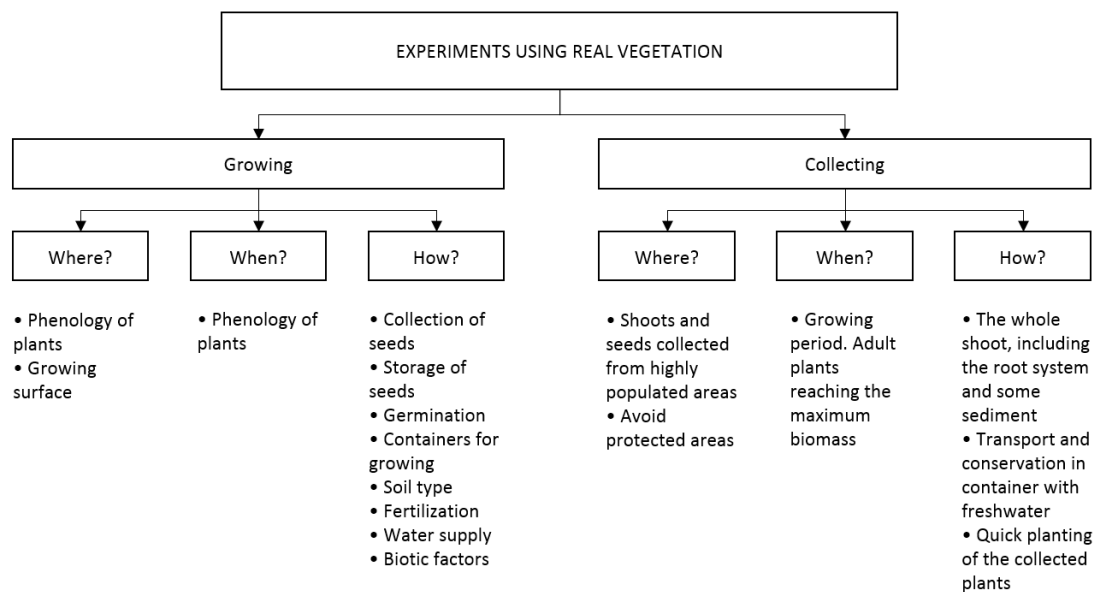 EXPERIMENTS USING REAL VEGETATION
Growing
Where?
• Phenology of
plants
• Growing
surface
When?
• Phenology of
plants
How?
• Collection of
seeds
• Storage of
seeds
• Germination
• Containers for
growing
• Soil type
• Fertilization
• Water supply
• Biotic factors
Collecting
Where?
• Shoots and
seeds collected
from highly
populated areas
• Avoid
protected areas
When?
• Growing
period. Adult
plants
reaching the
maximum
biomass
How?
• The whole
shoot, including
the root system
and some
sediment
• Transport and
conservation in
container with
freshwater
• Quick planting
of the collected
plants